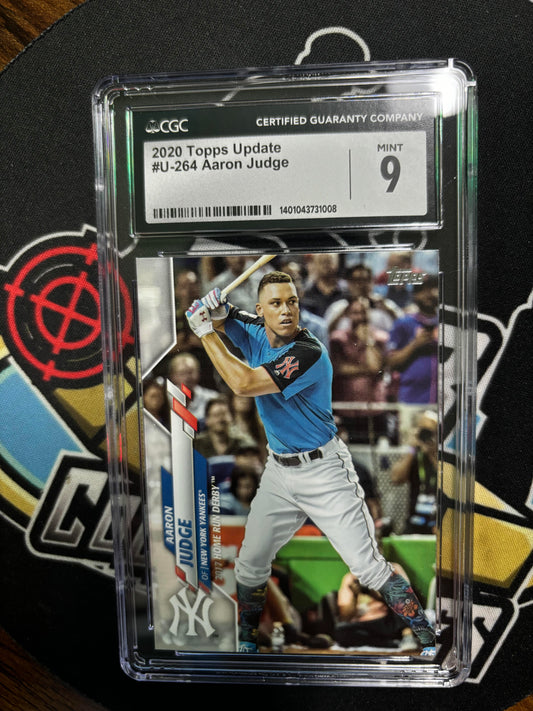 CGC
CERTIFIED GUARANTY COMPANY
2020 Topps Update
#U-264 Aaron Judge
MINT
9
1401043731008
TOPPS
AARON
JUDGE
OF | NEW YORK YANKEES®
2017 HOME RUN DERBY™
NY